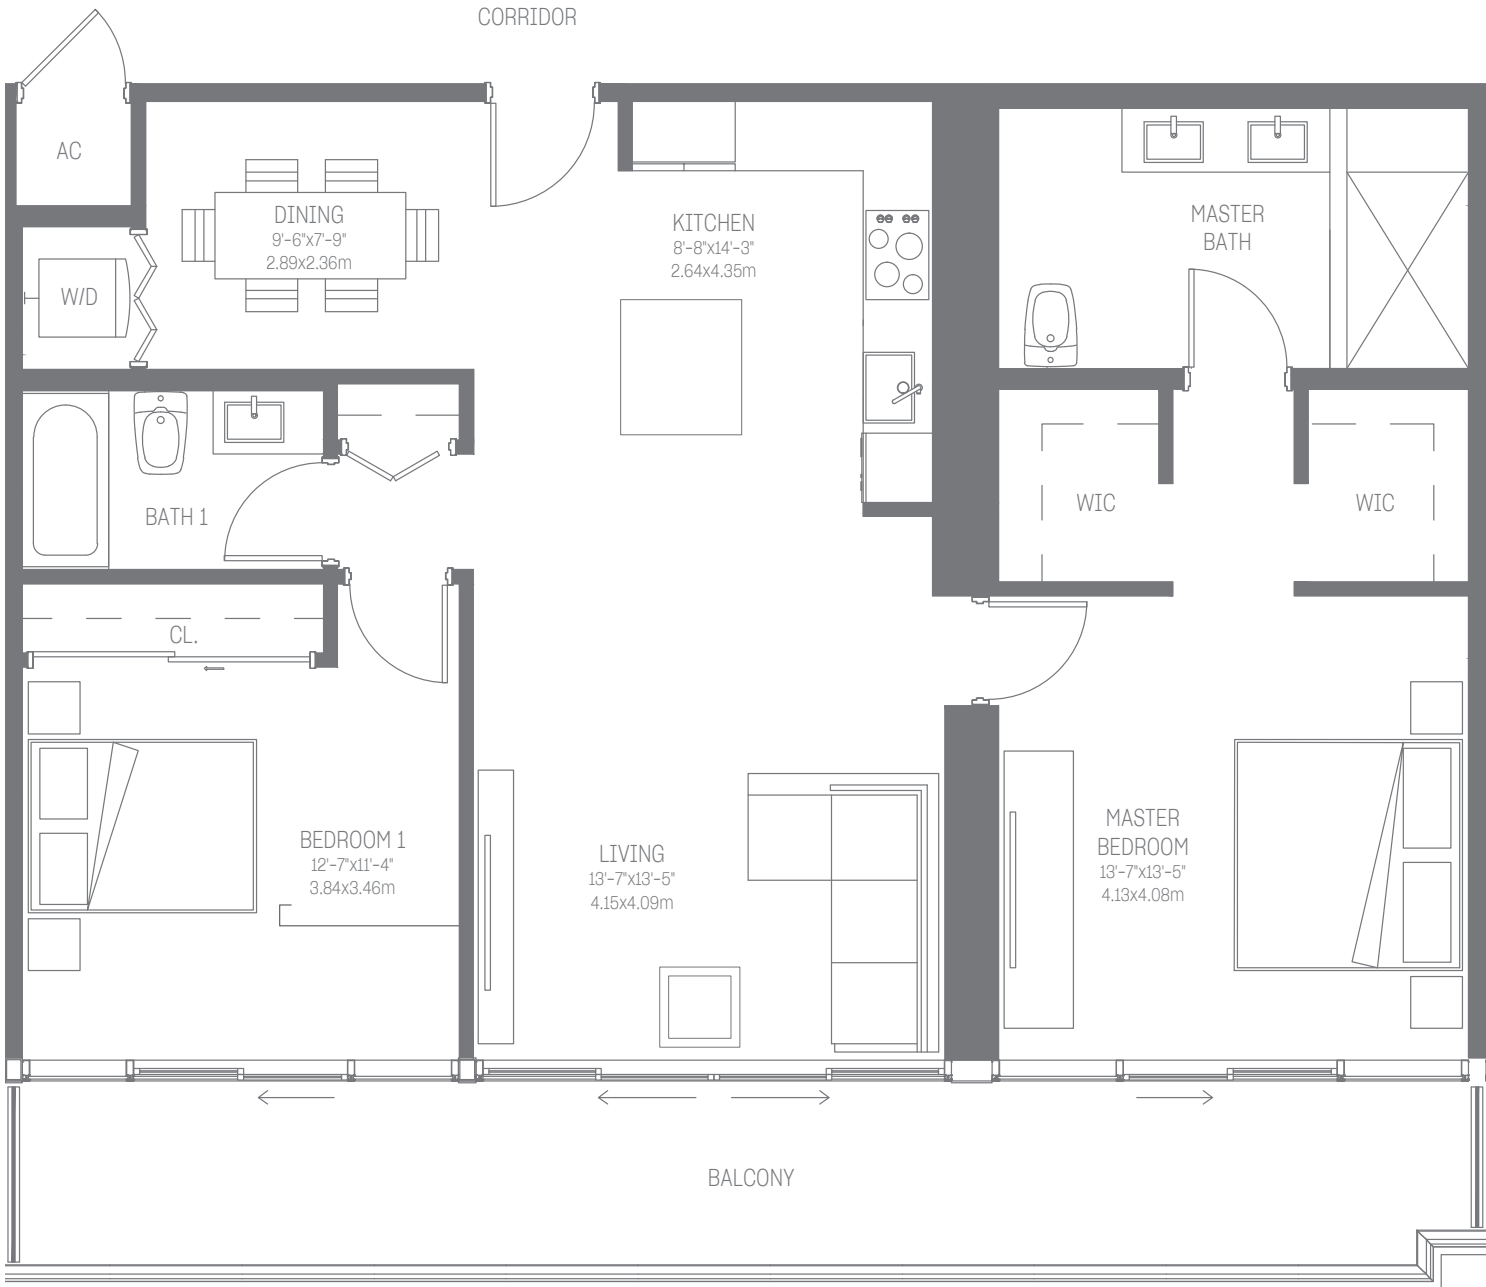 CORRIDOR
AC
DINING
9'-6"x7'-9"
2.89x2.36m
KITCHEN
8'-8"x14'-3"
2.64x4.35m
MASTER
BATH
W/D
BATH 1
WIC
WIC
CL.
BEDROOM 1
12'-7"x11'-4"
3.84x3.46m
LIVING
13'-7"x13'-5"
4.15x4.09m
MASTER
BEDROOM
13'-7"x13'-5"
4.13x4.08m
BALCONY